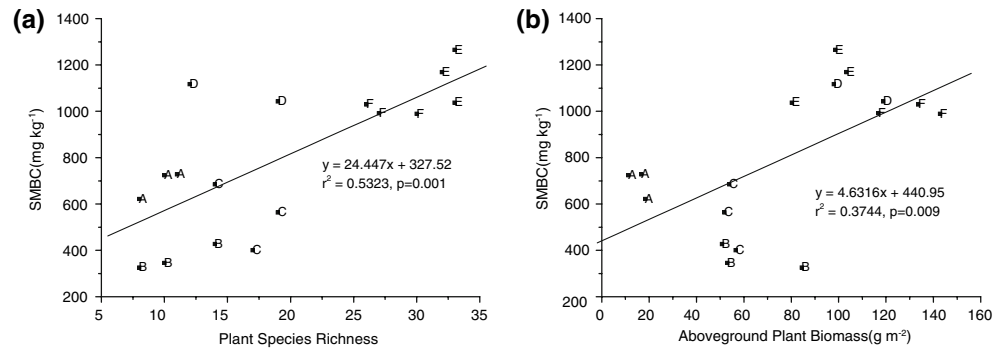 (a)
1400
1200
1000
800
600
400
200
SMBC(mg kg⁻¹)
E
E
D
D
F
E
F
F
A
A
C
A
C
B
C
B
B
y = 24.447x + 327.52
r² = 0.5323, p=0.001
5 10 15 20 25 30 35
Plant Species Richness
(b)
1400
1200
1000
800
600
400
200
SMBC(mg kg⁻¹)
E
E
D
E
D
F
F
F
A
A
A
C
C
B
C
B
B
y = 4.6316x + 440.95
r² = 0.3744, p=0.009
0 20 40 60 80 100 120 140 160
Aboveground Plant Biomass(g m⁻²)